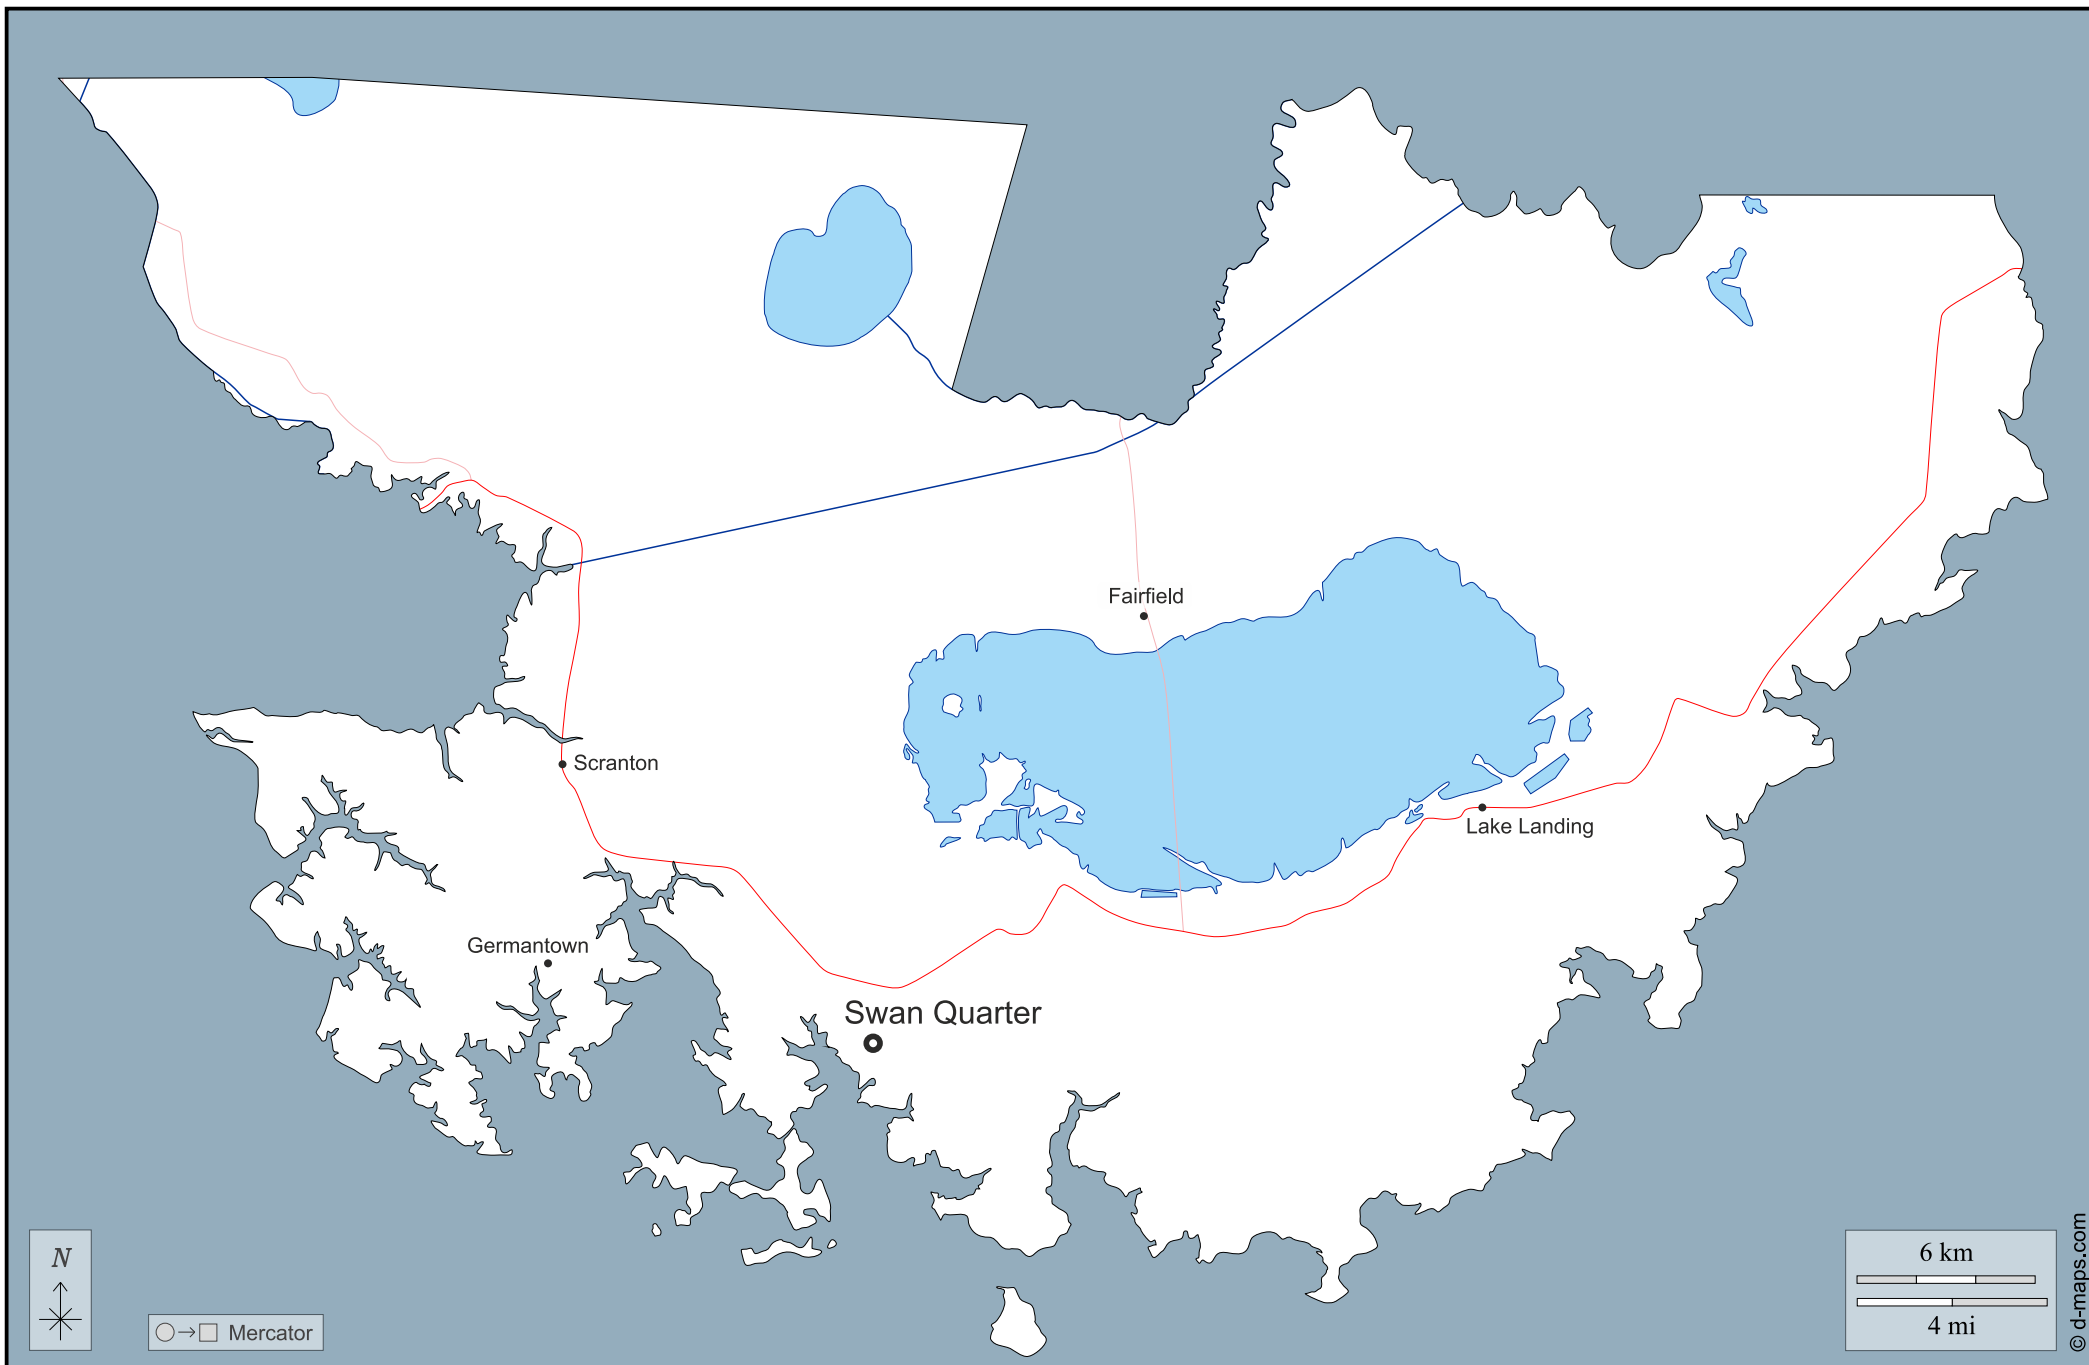 Fairfield
Scranton
Lake Landing
Germantown
Swan Quarter
N
Mercator
6 km
4 mi
© d-maps.com